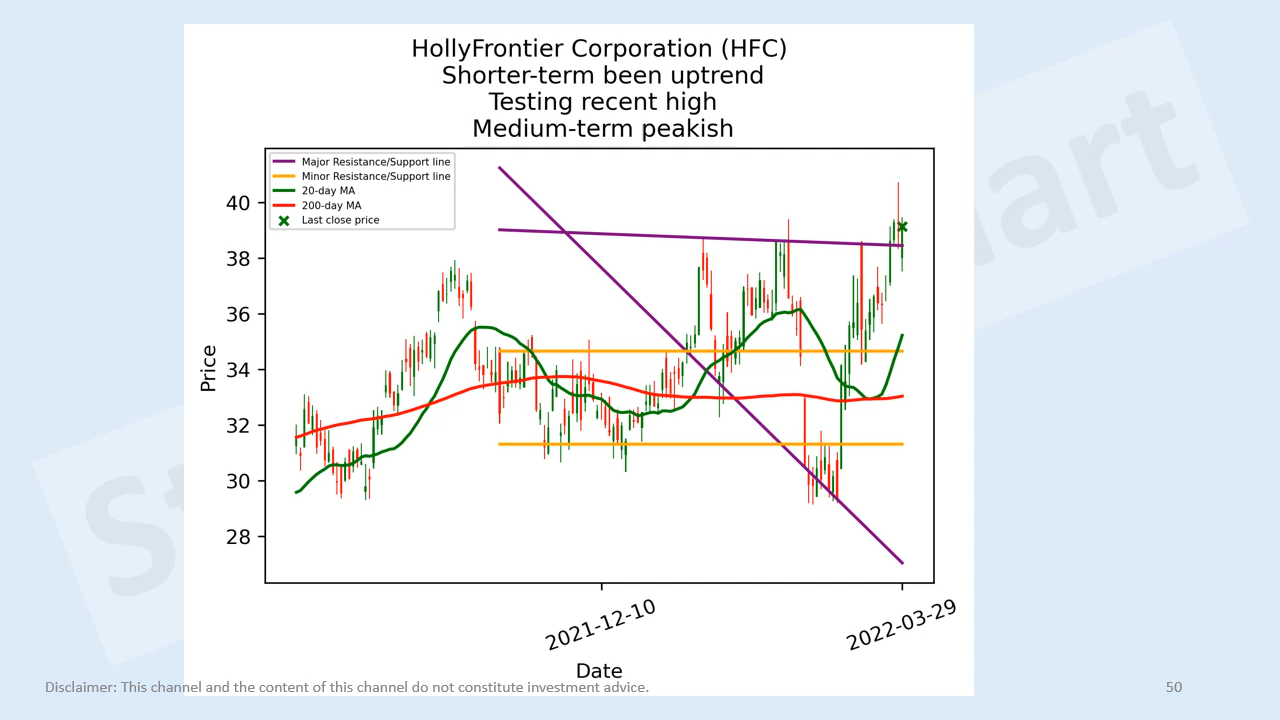 HollyFrontier Corporation (HFC)
Shorter-term been uptrend
Testing recent high
Medium-term peakish
Major Resistance/Support line
Minor Resistance/Support line
20-day MA
200-day MA
Last close price
Price
40
38
36
34
32
30
28
2021-12-10
2022-03-29
Date
Disclaimer: This channel and the content of this channel do not constitute investment advice.
50